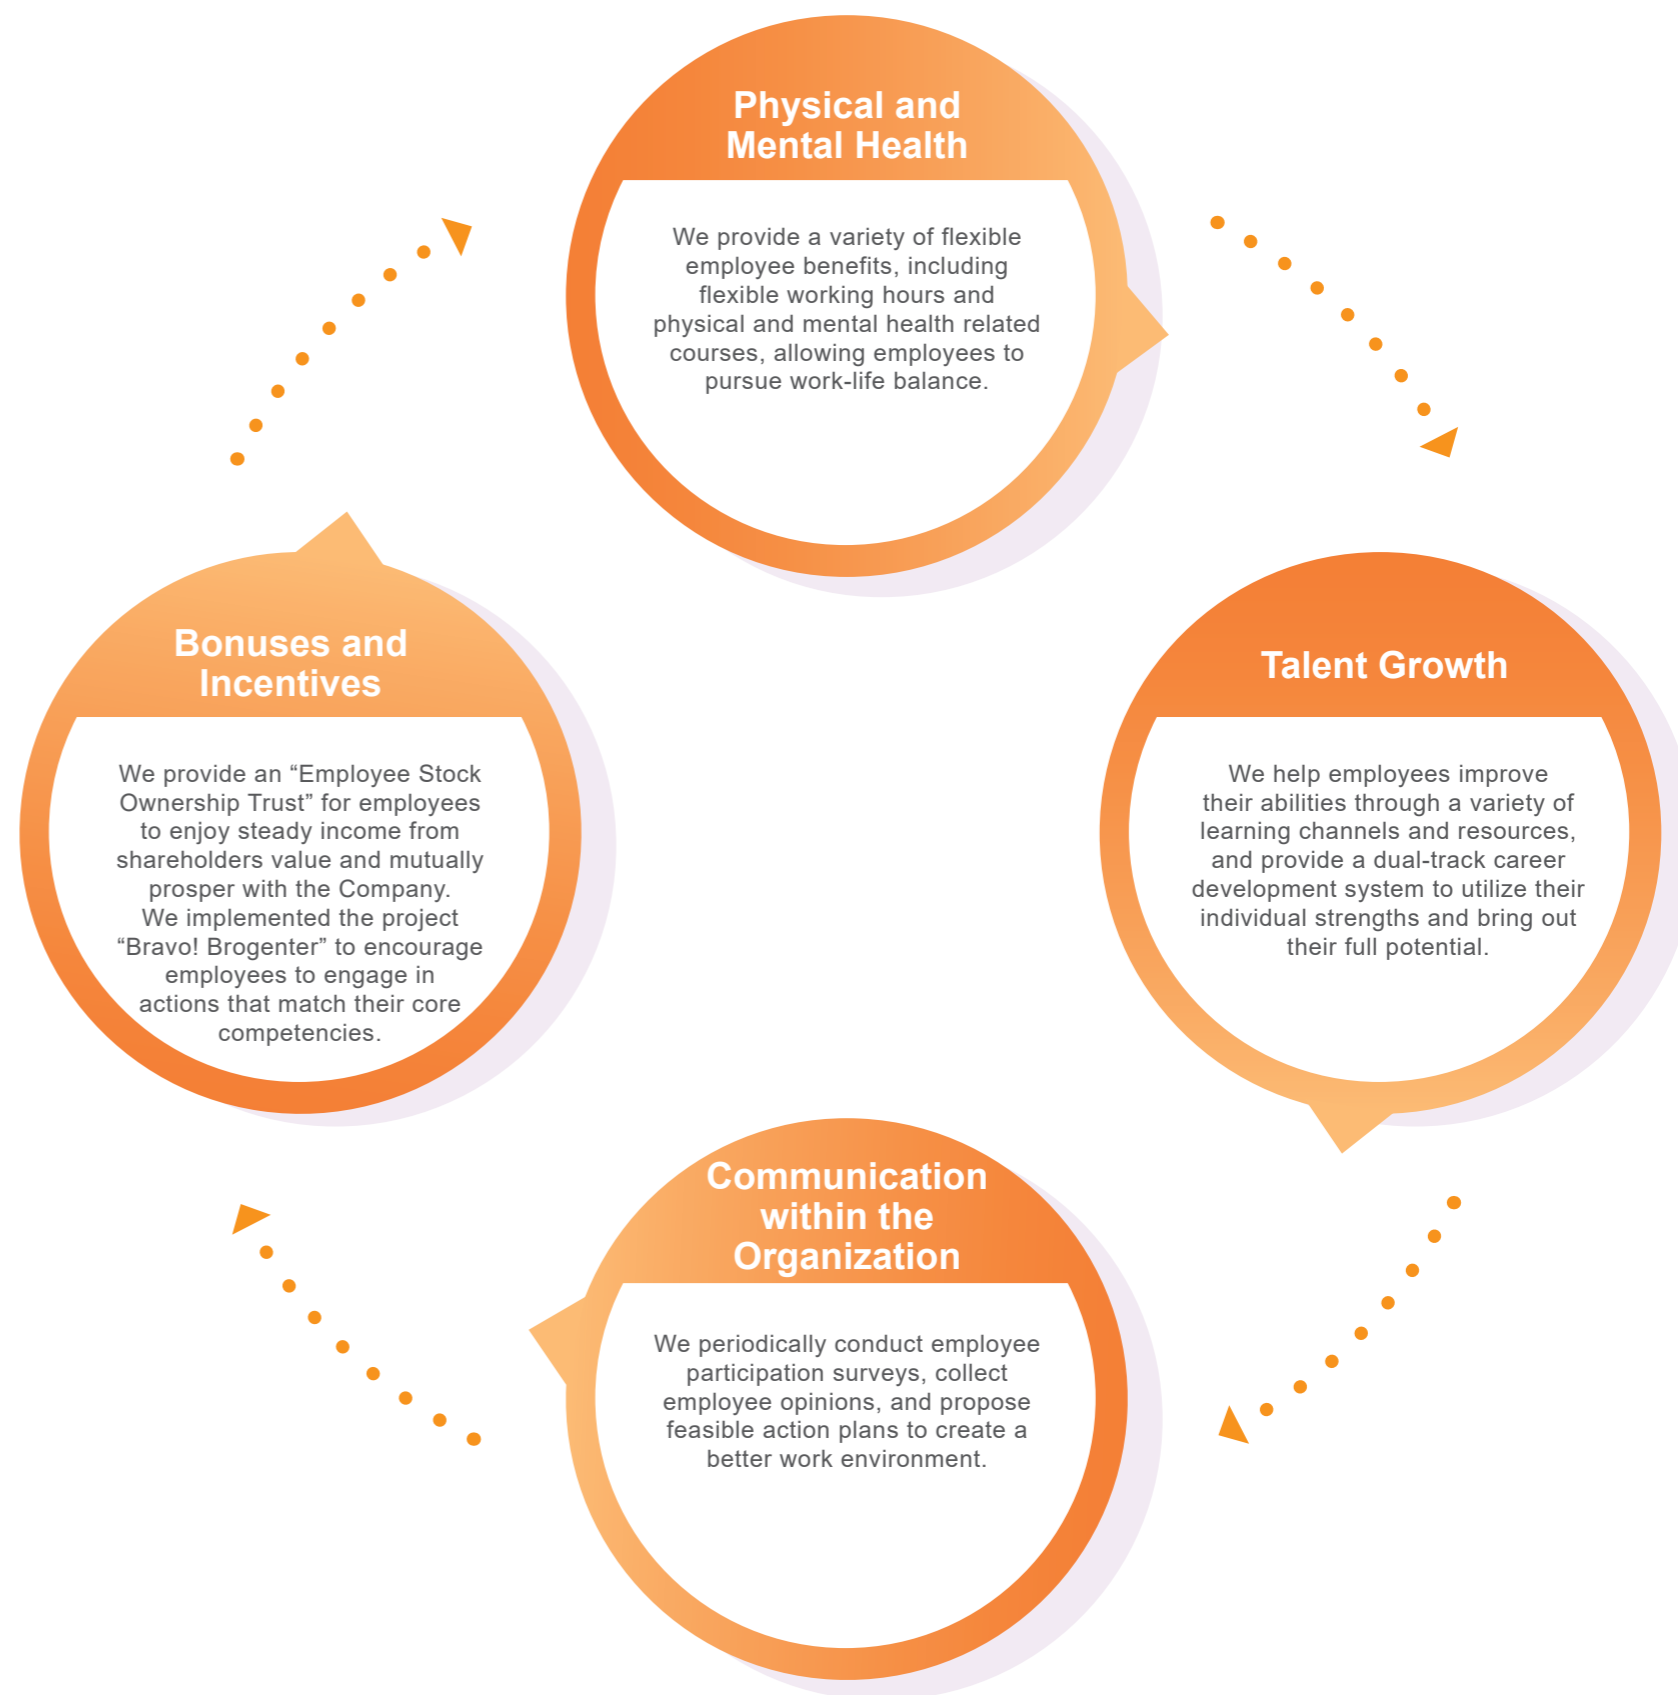 Physical and
Mental Health
We provide a variety of flexible
employee benefits, including
flexible working hours and
physical and mental health related
courses, allowing employees to
pursue work-life balance.
Bonuses and
Incentives
We provide an “Employee Stock
Ownership Trust” for employees
to enjoy steady income from
shareholders value and mutually
prosper with the Company.
We implemented the project
“Bravo! Brogenter” to encourage
employees to engage in
actions that match their core
competencies.
Talent Growth
We help employees improve
their abilities through a variety of
learning channels and resources,
and provide a dual-track career
development system to utilize their
individual strengths and bring out
their full potential.
Communication
within the
Organization
We periodically conduct employee
participation surveys, collect
employee opinions, and propose
feasible action plans to create a
better work environment.